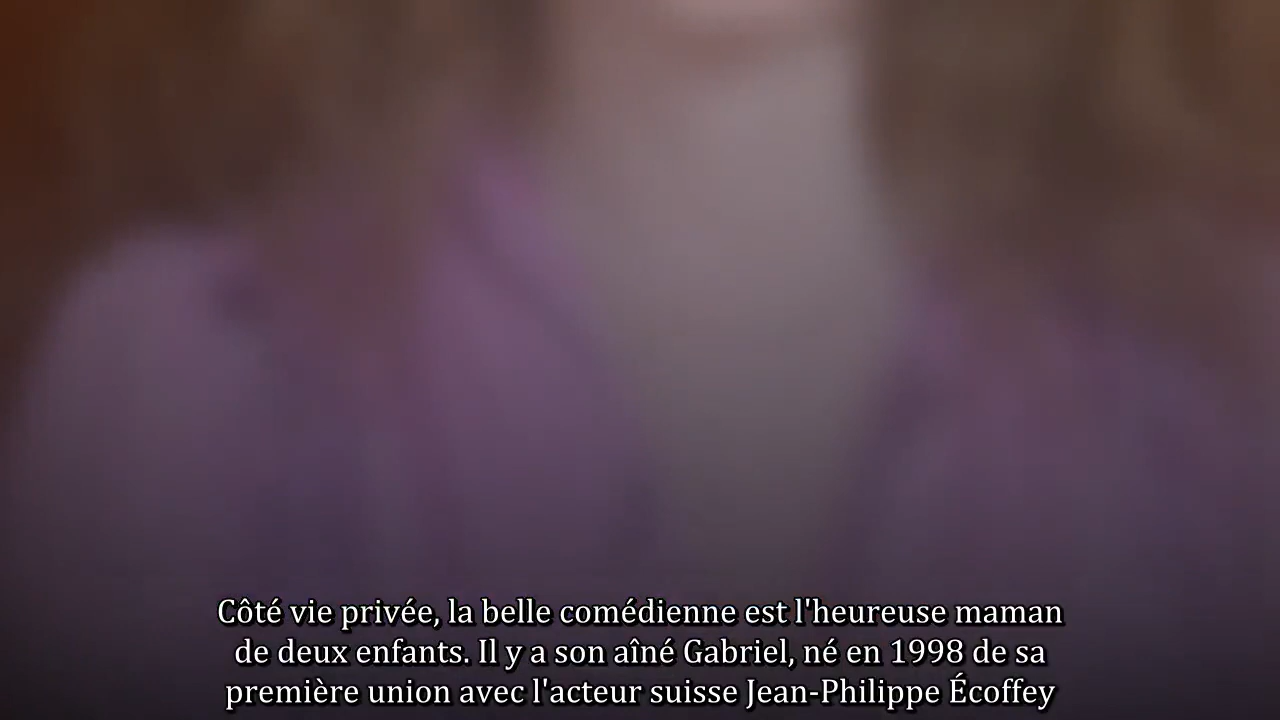 Côté vie privée, la belle comédienne est l'heureuse maman
de deux enfants. Il y a son aîné Gabriel, né en 1998 de sa
première union avec l'acteur suisse Jean-Philippe Écoffey